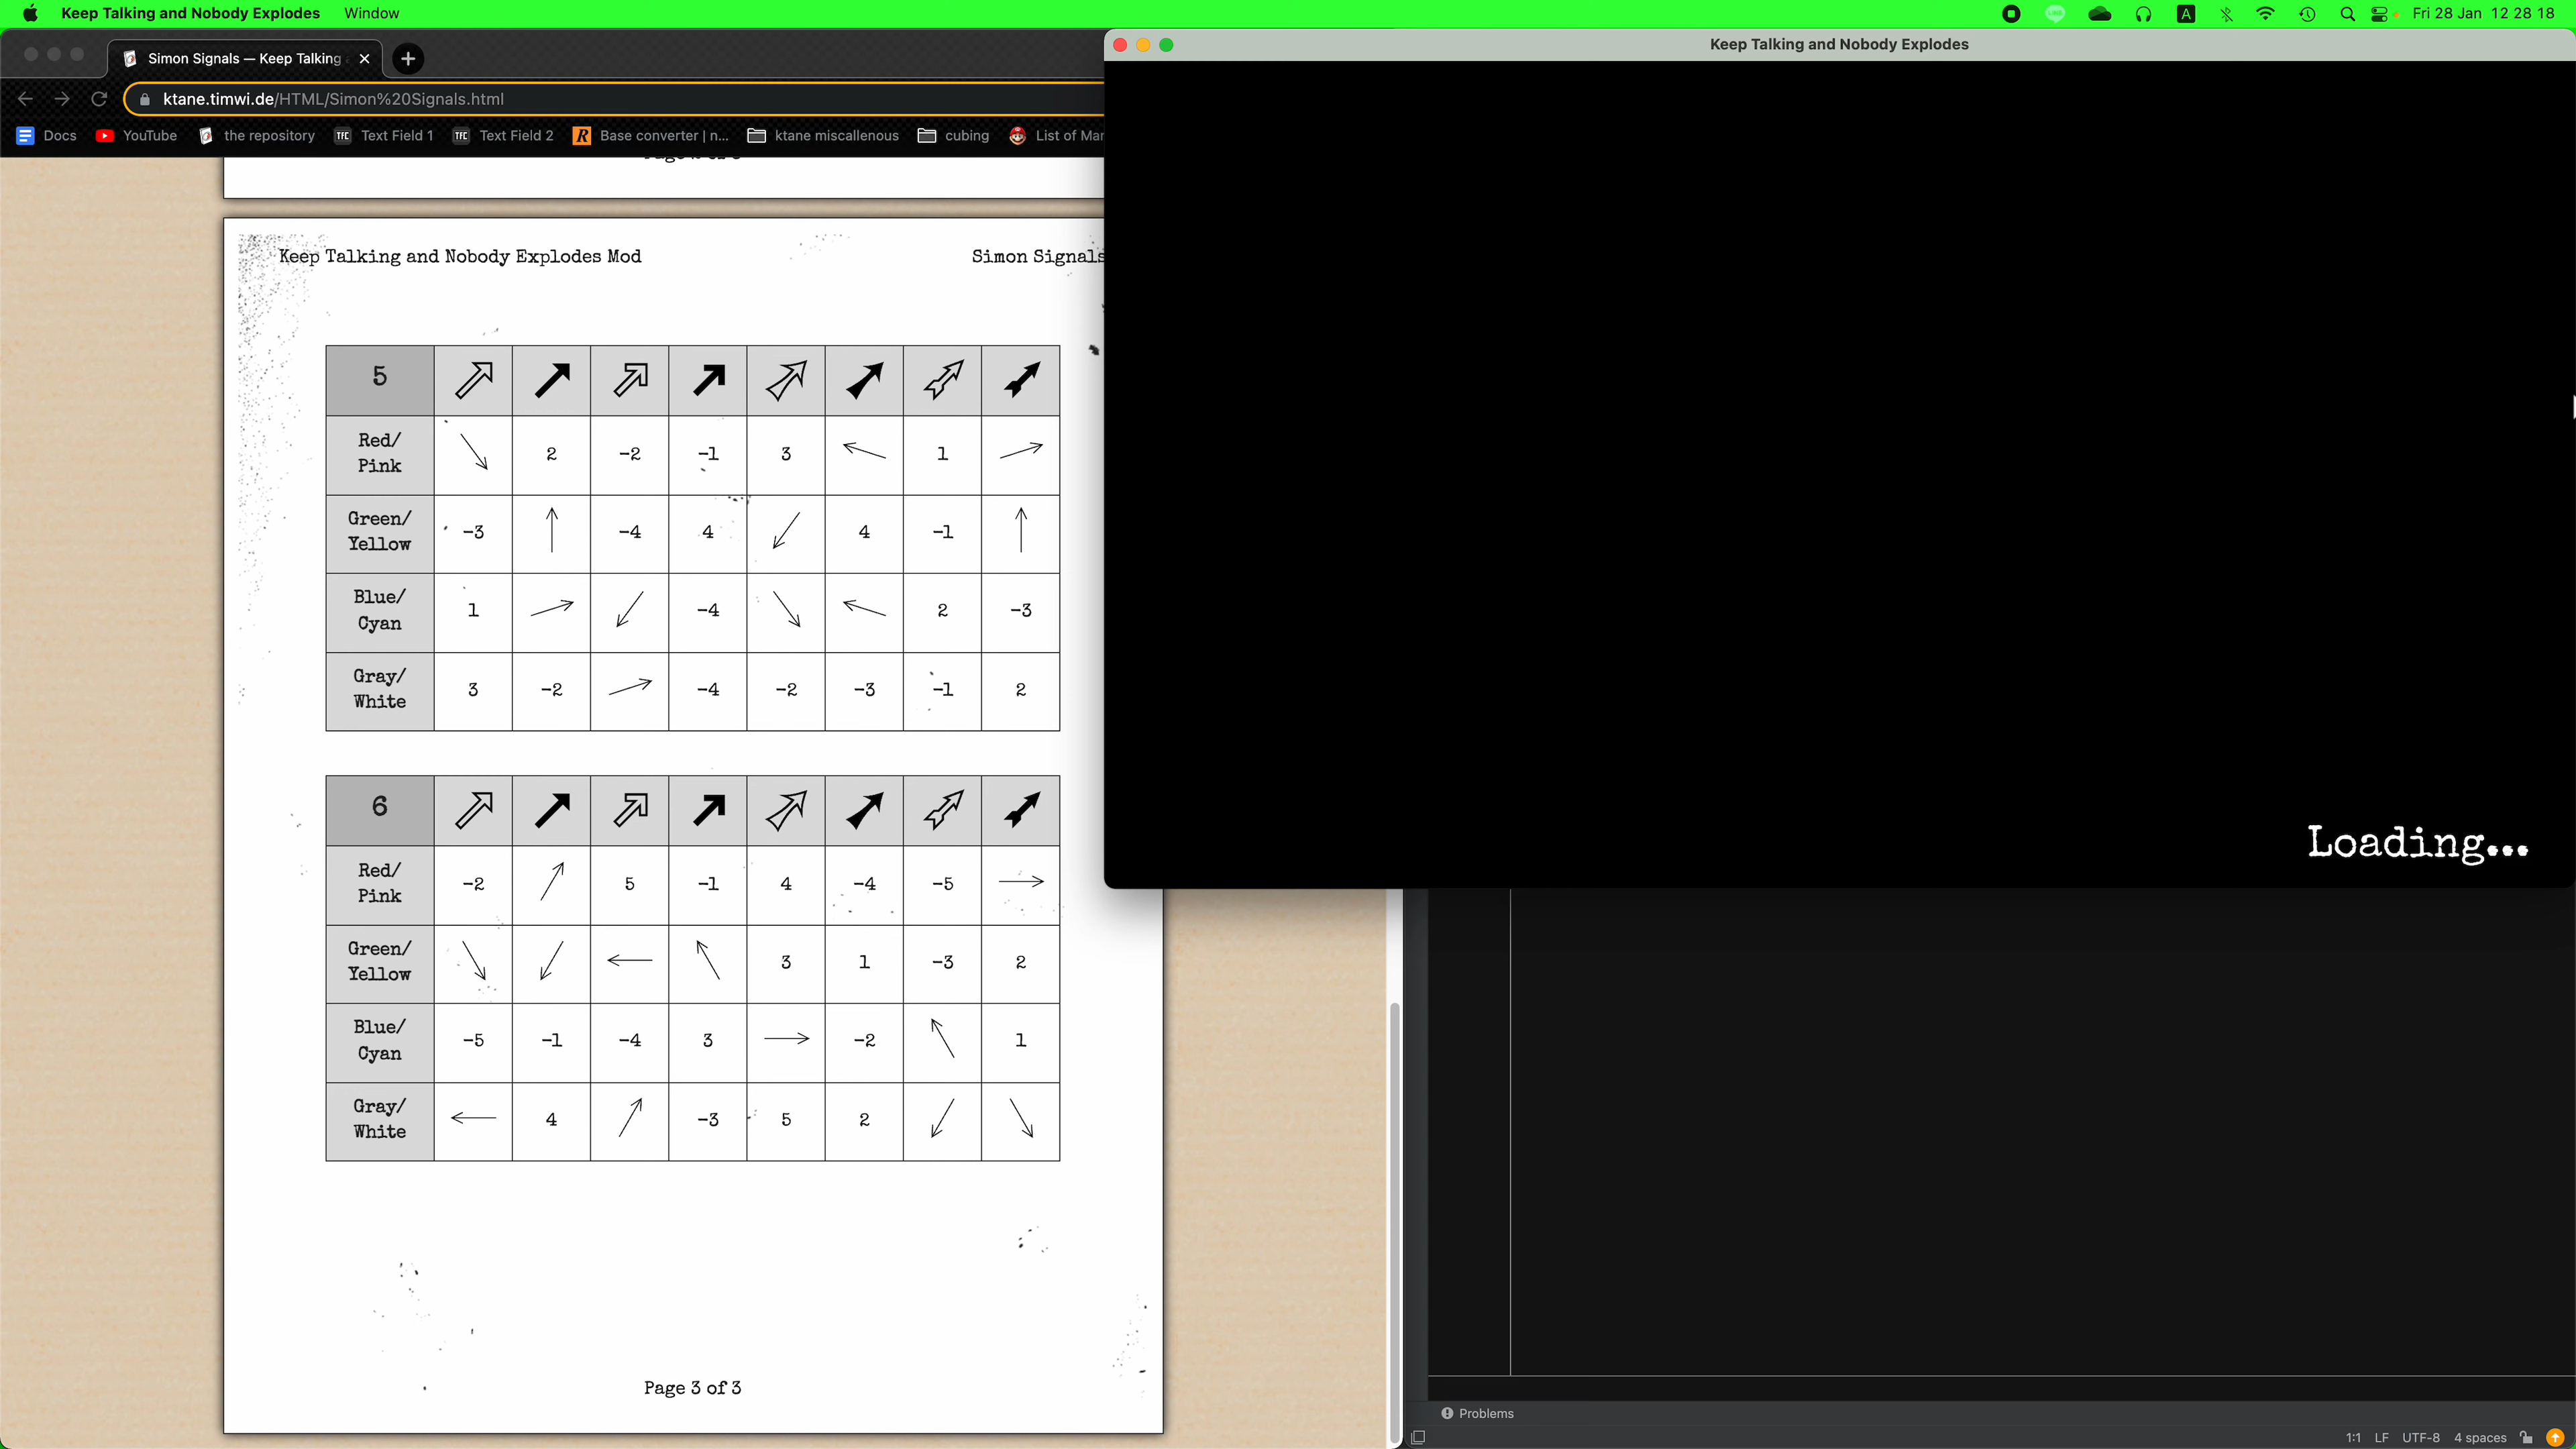 Keep Talking and Nobody Explodes Window
A
Fri 28 Jan 12 28 18
Simon Signals — Keep Talking
ktane.timwi.de/HTML/Simon%20Signals.html
Docs YouTube the repository TFC Text Field 1 TFC Text Field 2 R Base converter | n... ktane miscallenous cubing List of Mar
Keep Talking and Nobody Explodes
Keep Talking and Nobody Explodes Mod Simon Signals
5
Red/
Pink
2 -2 -1 3 1
Green/
Yellow
-3 -4 4 4 -1
Blue/
Cyan
1 -4 2 -3
Gray/
White
3 -2 -4 -2 -3 -1 2
6
Red/
Pink
-2 5 -1 4 -4 -5
Green/
Yellow
3 1 -3 2
Blue/
Cyan
-5 -1 -4 3 -2 1
Gray/
White
4 -3 5 2
Page 3 of 3
Loading...
Problems
1:1 LF UTF-8 4 spaces